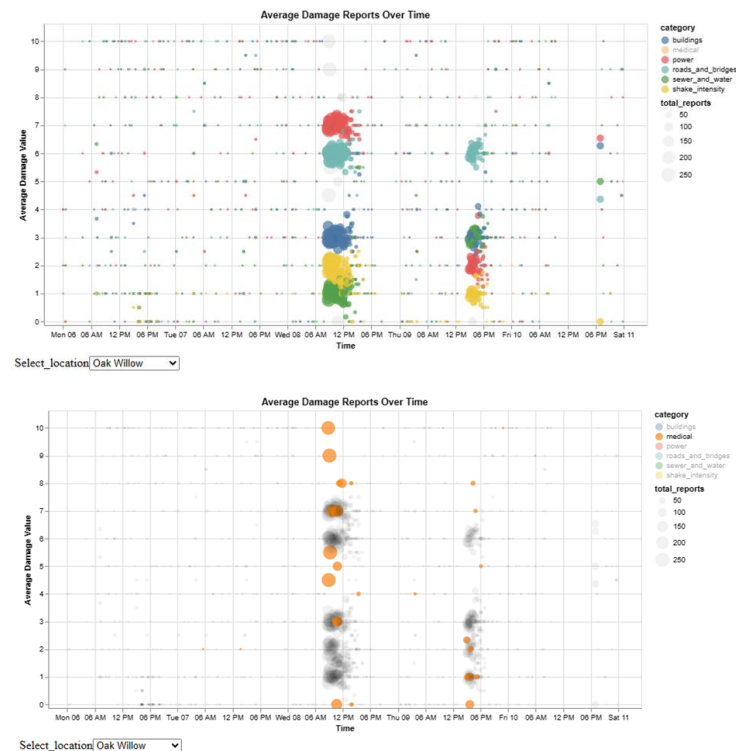 Average Damage Reports Over Time
10
9
8
7
6
5
4
3
2
1
0
Average Damage Value
Mon 06 06 AM 12 PM 06 PM Tue 07 06 AM 12 PM 06 PM Wed 08 06 AM 12 PM 06 PM Thu 09 06 AM 12 PM 06 PM Fri 10 06 AM 12 PM 06 PM Sat 11
Time
category
buildings
medical
power
roads_and_bridges
sewer_and_water
shake_intensity
total_reports
50
100
150
200
250
Select_location Oak Willow
Average Damage Reports Over Time
10
9
8
7
6
5
4
3
2
1
0
Average Damage Value
Mon 06 06 AM 12 PM 06 PM Tue 07 06 AM 12 PM 06 PM Wed 08 06 AM 12 PM 06 PM Thu 09 06 AM 12 PM 06 PM Fri 10 06 AM 12 PM 06 PM Sat 11
Time
category
buildings
medical
power
roads_and_bridges
sewer_and_water
shake_intensity
total_reports
50
100
150
200
250
Select_location Oak Willow